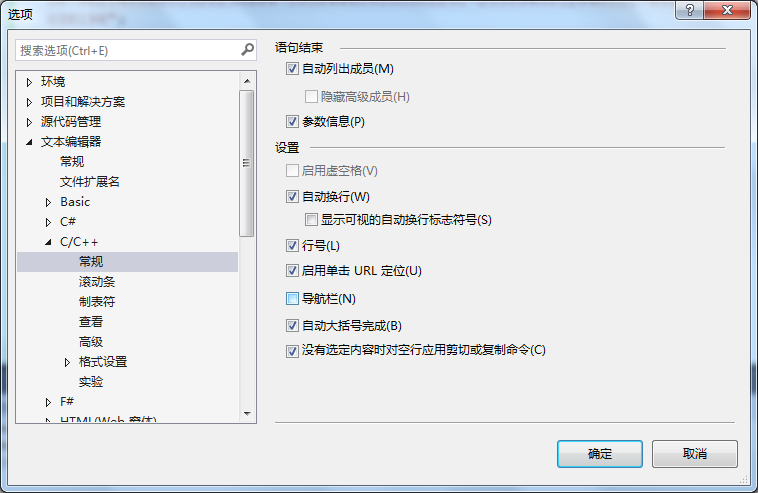 选项
搜索选项(Ctrl+E)
环境
项目和解决方案
源代码管理
文本编辑器
常规
文件扩展名
Basic
C#
C/C++
常规
滚动条
制表符
查看
高级
格式设置
实验
F#
HTML(Web 窗体)
语句结束
自动列出成员(M)
隐藏高级成员(H)
参数信息(P)
设置
启用虚空格(V)
自动换行(W)
显示可视的自动换行标志符号(S)
行号(L)
启用单击 URL 定位(U)
导航栏(N)
自动大括号完成(B)
没有选定内容时对空行应用剪切或复制命令(C)
确定
取消